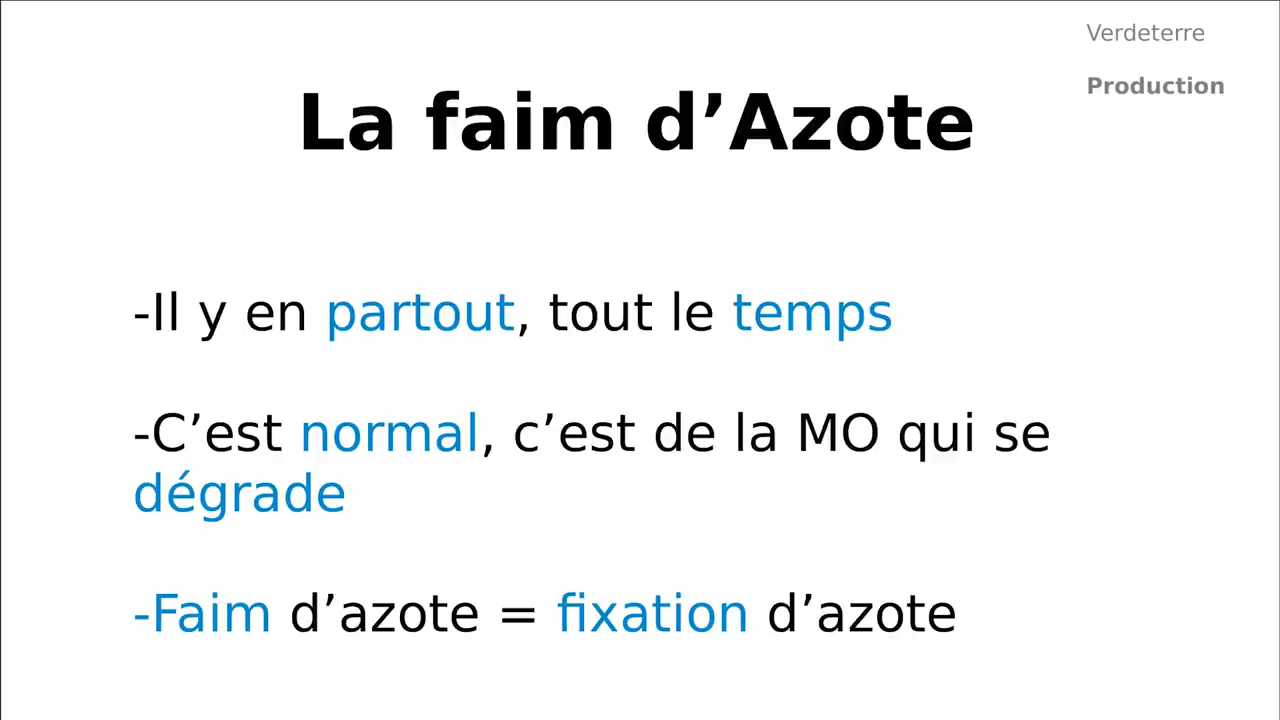 Verdeterre
Production
La faim d’Azote
-Il y en partout, tout le temps
-C’est normal, c’est de la MO qui se
dégrade
-Faim d’azote = fixation d’azote